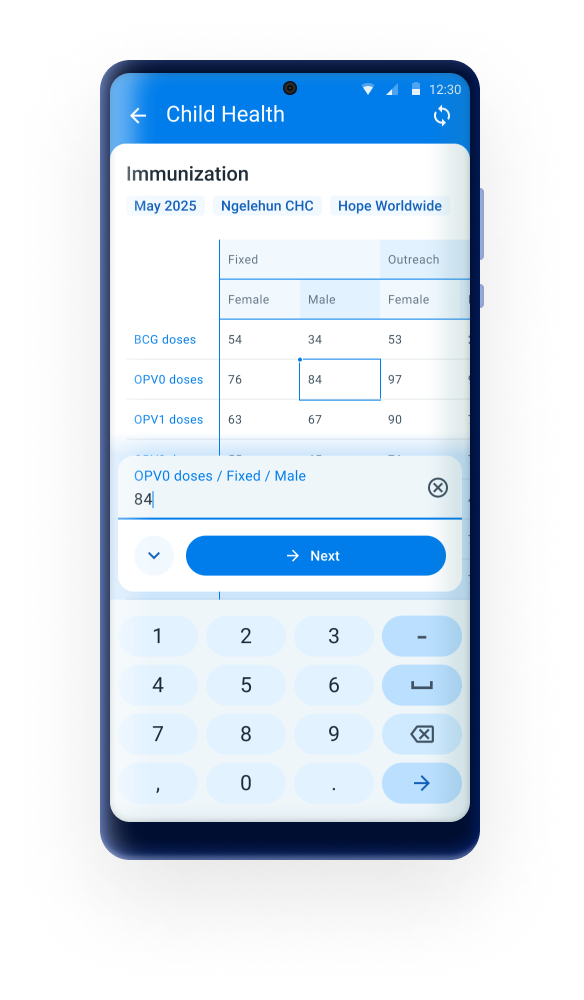 12:30
Child Health
Immunization
May 2025 Ngelehun CHC Hope Worldwide
Fixed Outreach
Female Male Female
BCG doses 54 34 53
OPV0 doses 76 84 97
OPV1 doses 63 67 90
OPV0 doses / Fixed / Male
84
Next
1 2 3 -
4 5 6
7 8 9
, 0 .